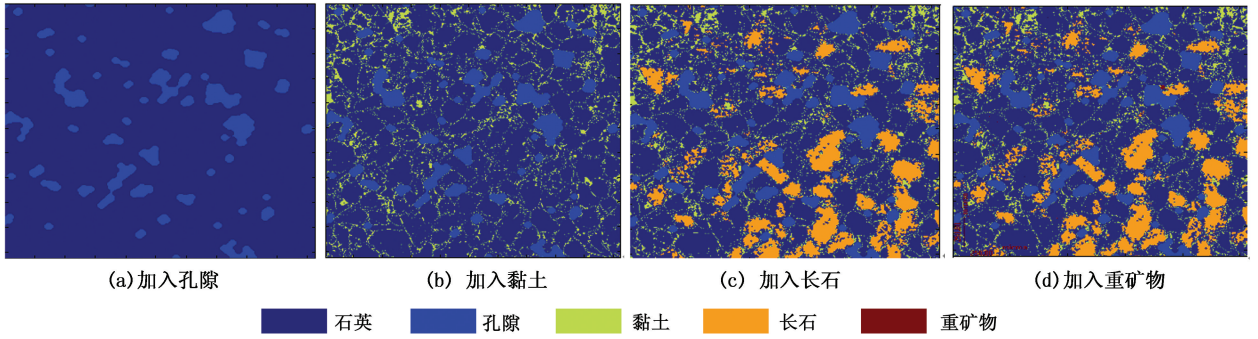 (a)加入孔隙
(b) 加入黏土
(c) 加入长石
(d)加入重矿物
石英
孔隙
黏土
长石
重矿物